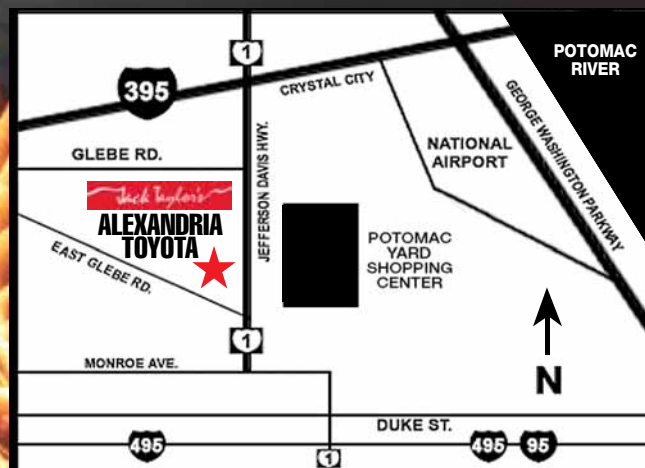 1
POTOMAC
RIVER
395
CRYSTAL CITY
GLEBE RD.
NATIONAL
AIRPORT
GEORGE WASHINGTON PARKWAY
Jack Taylor's
ALEXANDRIA
TOYOTA
JEFFERSON DAVIS HWY.
EAST GLEBE RD.
POTOMAC
YARD
SHOPPING
CENTER
1
MONROE AVE.
N
DUKE ST.
495
1
495
95